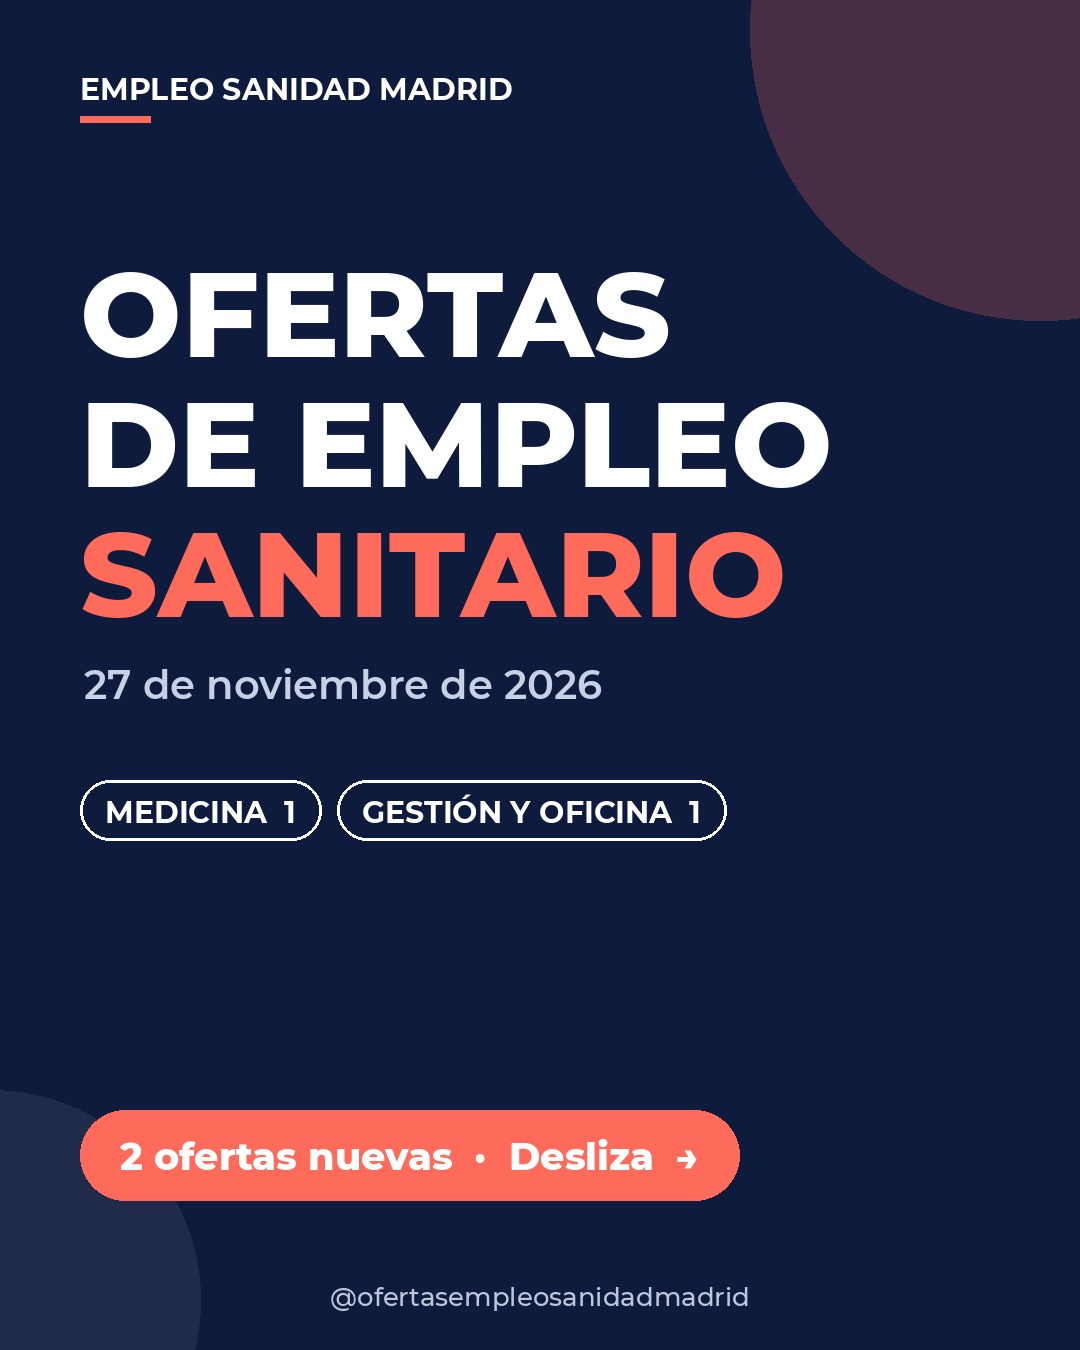 EMPLEO SANIDAD MADRID
OFERTAS
DE EMPLEO
SANITARIO
27 de noviembre de 2026
MEDICINA 1
GESTIÓN Y OFICINA 1
2 ofertas nuevas · Desliza →
@ofertasempleosanidadmadrid